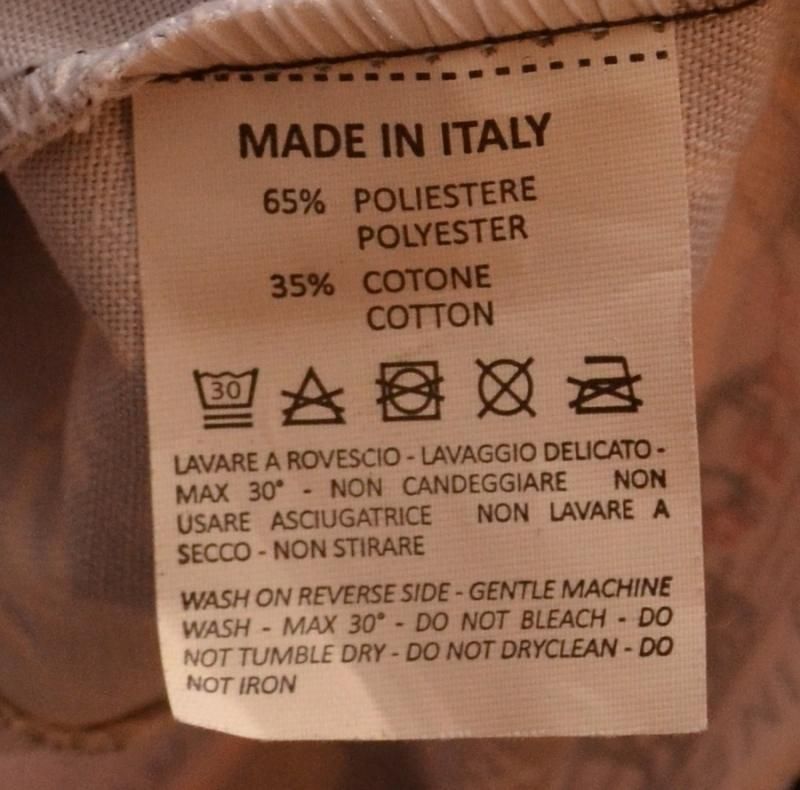 MADE IN ITALY
65% POLIESTERE
POLYESTER
35% COTONE
COTTON
30
LAVARE A ROVESCIO - LAVAGGIO DELICATO -
MAX 30° - NON CANDEGGIARE NON
USARE ASCIUGATRICE NON LAVARE A
SECCO - NON STIRARE
WASH ON REVERSE SIDE - GENTLE MACHINE
WASH - MAX 30° - DO NOT BLEACH - DO
NOT TUMBLE DRY - DO NOT DRYCLEAN - DO
NOT IRON